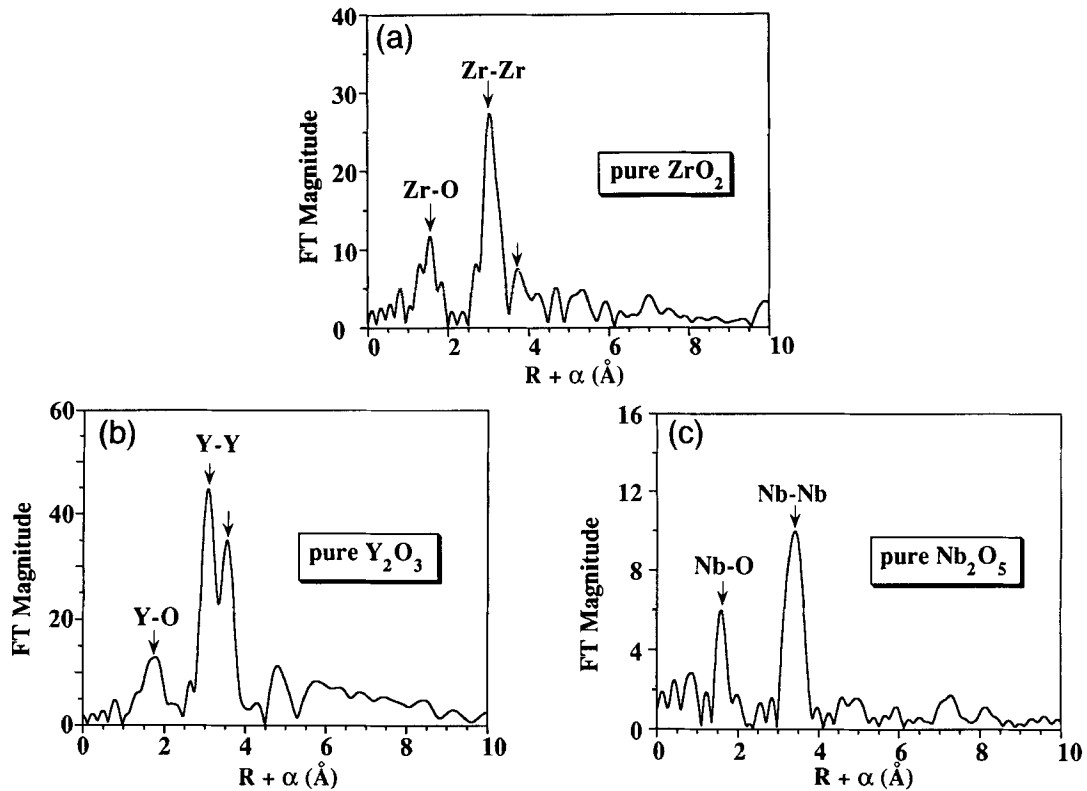 (a)
40
30
20
10
0
FT Magnitude
Zr-Zr
Zr-O
pure ZrO₂
0 2 4 6 8 10
R + α (Å)
(b)
60
40
20
0
FT Magnitude
Y-Y
Y-O
pure Y₂O₃
0 2 4 6 8 10
R + α (Å)
(c)
16
12
8
4
0
FT Magnitude
Nb-Nb
Nb-O
pure Nb₂O₅
0 2 4 6 8 10
R + α (Å)